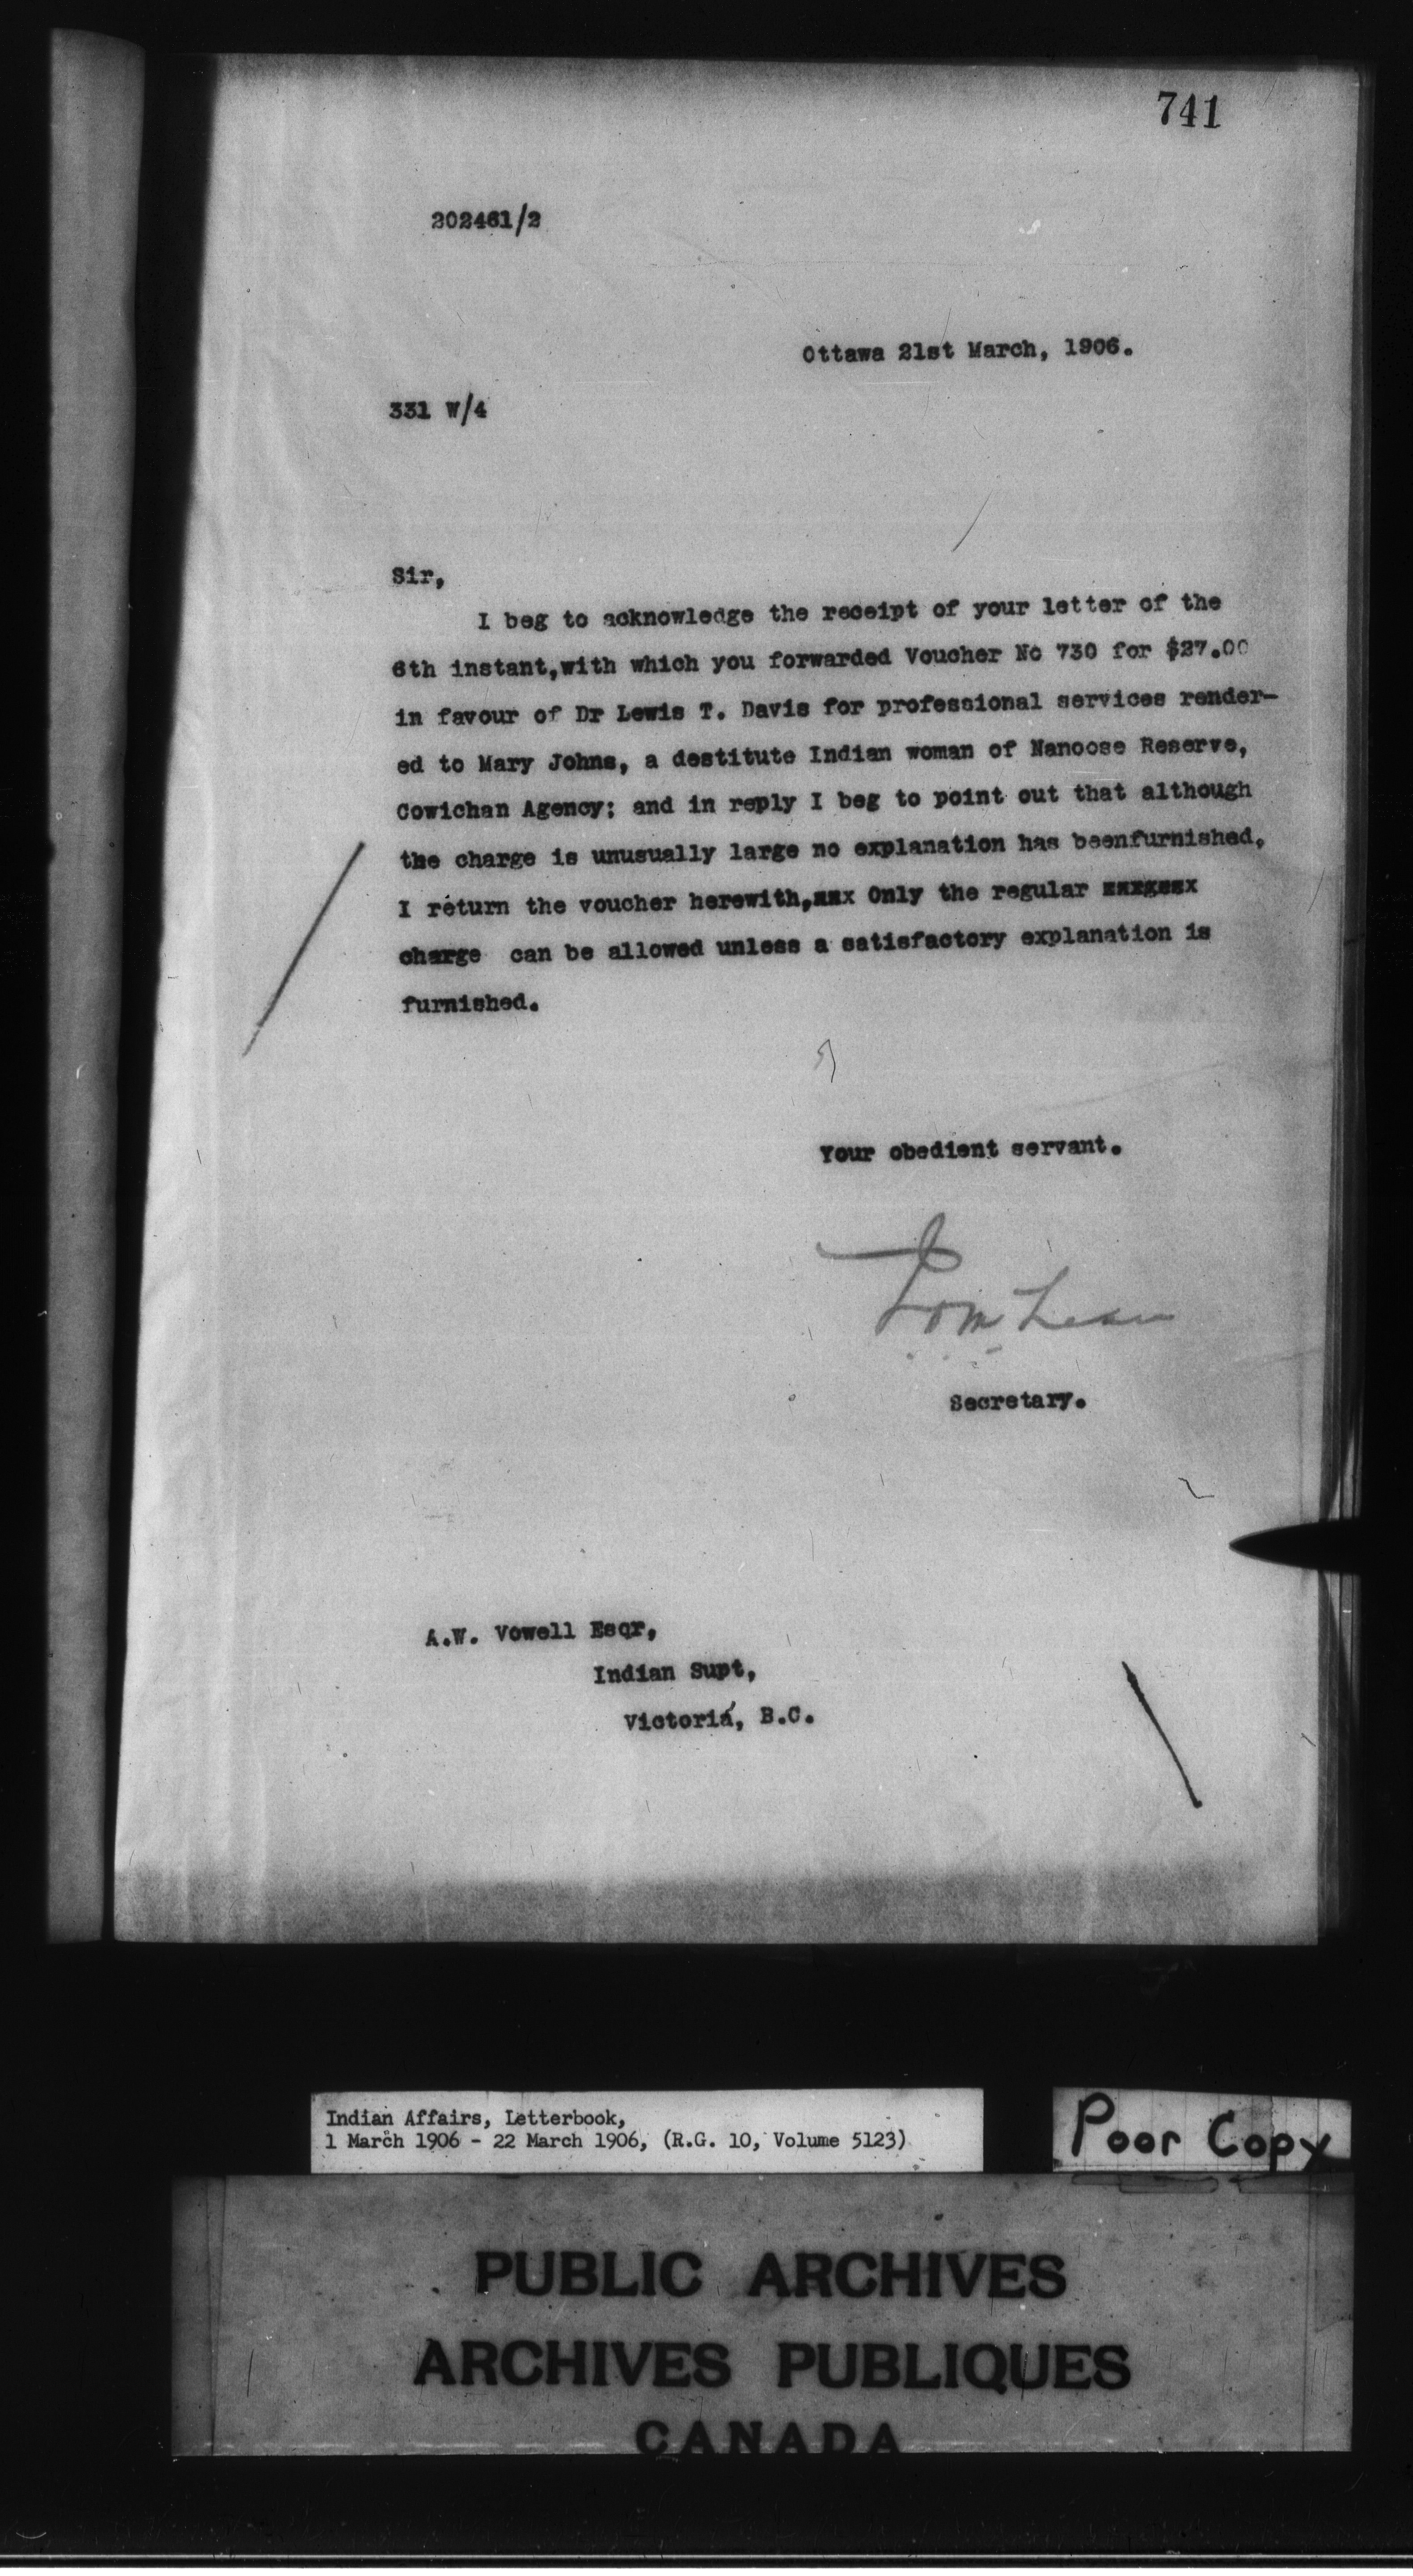 741
202461/2
Ottawa 21st March, 1906.
331 W/4
Sir,
I beg to acknowledge the receipt of your letter of the
6th instant,with which you forwarded Voucher No 730 for $27.00
in favour of Dr Lewis T. Davis for professional services render-
ed to Mary Johns, a destitute Indian woman of Nanoose Reserve,
Cowichan Agency; and in reply I beg to point out that although
the charge is unusually large no explanation has beenfurnished.
I return the voucher herewith, Only the regular
charge can be allowed unless a satisfactory explanation is
furnished.
Your obedient servant.
Secretary.
A.W. Vowell Esqr,
Indian Supt,
Victoria, B.C.
Indian Affairs, Letterbook,
1 March 1906 - 22 March 1906, (R.G. 10, Volume 5123)
Poor Copy
PUBLIC ARCHIVES
ARCHIVES PUBLIQUES
CANADA